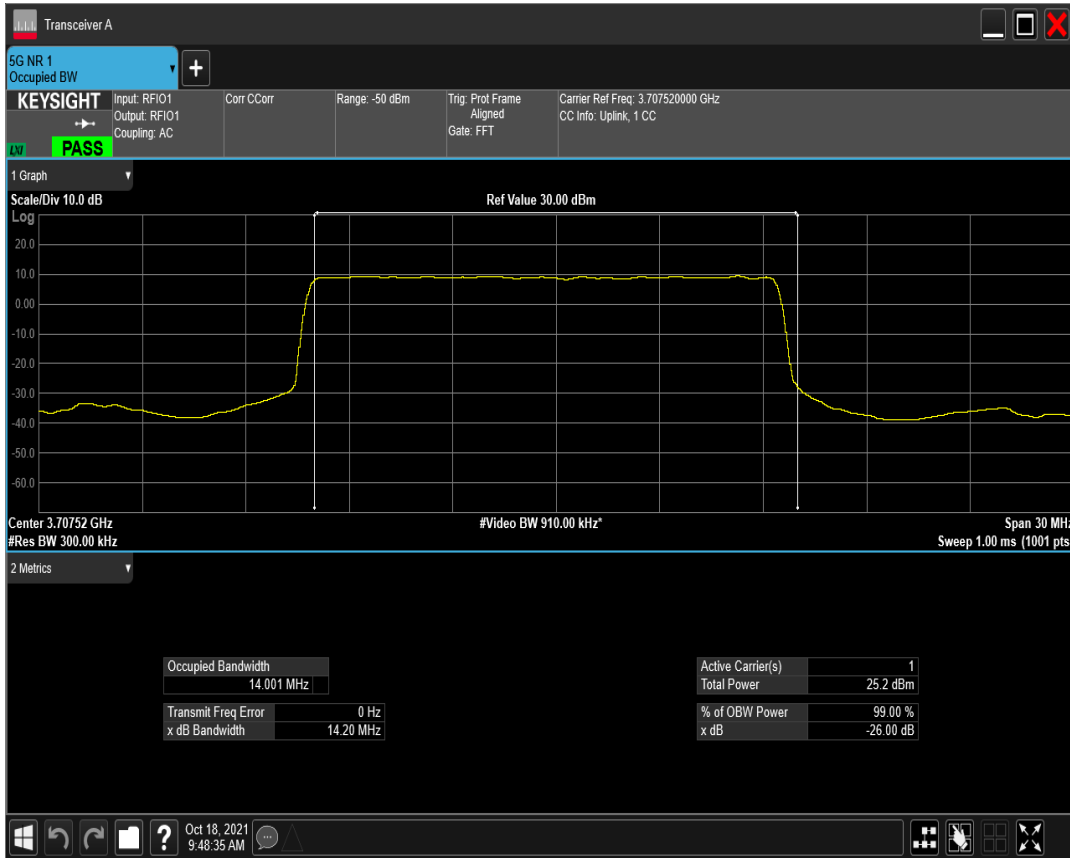 Transceiver A
5G NR 1
Occupied BW
KEYSIGHT
LXI
PASS
Input: RFIO1
Output: RFIO1
Coupling: AC
Corr CCorr
Range: -50 dBm
Trig: Prot Frame
Aligned
Gate: FFT
Carrier Ref Freq: 3.707520000 GHz
CC Info: Uplink, 1 CC
1 Graph
Scale/Div 10.0 dB
Ref Value 30.00 dBm
Log
20.0
10.0
0.00
-10.0
-20.0
-30.0
-40.0
-50.0
-60.0
Center 3.70752 GHz
#Video BW 910.00 kHz*
Span 30 MHz
#Res BW 300.00 kHz
Sweep 1.00 ms (1001 pts
2 Metrics
Occupied Bandwidth
14.001 MHz
Transmit Freq Error 0 Hz
x dB Bandwidth 14.20 MHz
Active Carrier(s) 1
Total Power 25.2 dBm
% of OBW Power 99.00 %
x dB -26.00 dB
?
Oct 18, 2021
9:48:35 AM